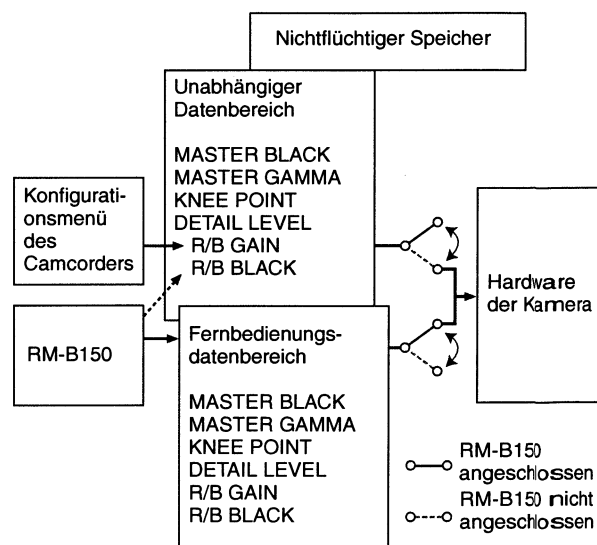 Nichtflüchtiger Speicher
Unabhängiger
Datenbereich
MASTER BLACK
MASTER GAMMA
KNEE POINT
DETAIL LEVEL
R/B GAIN
R/B BLACK
Konfigurati-
onsmenü
des
Camcorders
RM-B150
Fernbedienungs-
datenbereich
MASTER BLACK
MASTER GAMMA
KNEE POINT
DETAIL LEVEL
R/B GAIN
R/B BLACK
Hardware
der Kamera
RM-B150
angeschlossen
RM-B150 nicht
angeschlossen